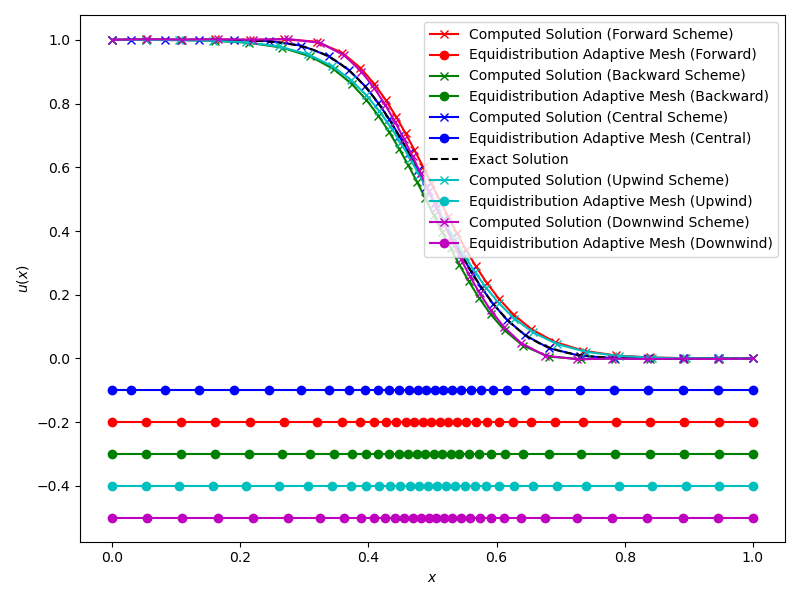 Computed Solution (Forward Scheme)
Equidistribution Adaptive Mesh (Forward)
Computed Solution (Backward Scheme)
Equidistribution Adaptive Mesh (Backward)
Computed Solution (Central Scheme)
Equidistribution Adaptive Mesh (Central)
Exact Solution
Computed Solution (Upwind Scheme)
Equidistribution Adaptive Mesh (Upwind)
Computed Solution (Downwind Scheme)
Equidistribution Adaptive Mesh (Downwind)
1.0
0.8
0.6
0.4
0.2
0.0
−0.2
−0.4
u(x)
0.0 0.2 0.4 0.6 0.8 1.0
x